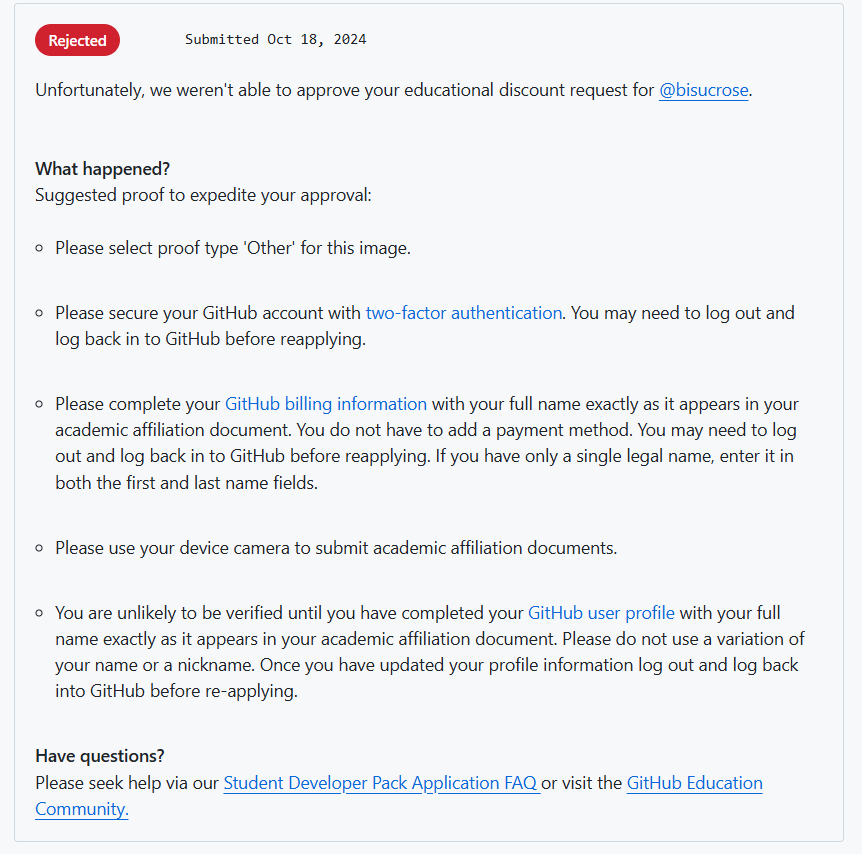 Rejected Submitted Oct 18, 2024
Unfortunately, we weren't able to approve your educational discount request for @bisucrose.
What happened?
Suggested proof to expedite your approval:
Please select proof type 'Other' for this image.
Please secure your GitHub account with two-factor authentication. You may need to log out and
log back in to GitHub before reapplying.
Please complete your GitHub billing information with your full name exactly as it appears in your
academic affiliation document. You do not have to add a payment method. You may need to log
out and log back in to GitHub before reapplying. If you have only a single legal name, enter it in
both the first and last name fields.
Please use your device camera to submit academic affiliation documents.
You are unlikely to be verified until you have completed your GitHub user profile with your full
name exactly as it appears in your academic affiliation document. Please do not use a variation of
your name or a nickname. Once you have updated your profile information log out and log back
into GitHub before re-applying.
Have questions?
Please seek help via our Student Developer Pack Application FAQ or visit the GitHub Education
Community.